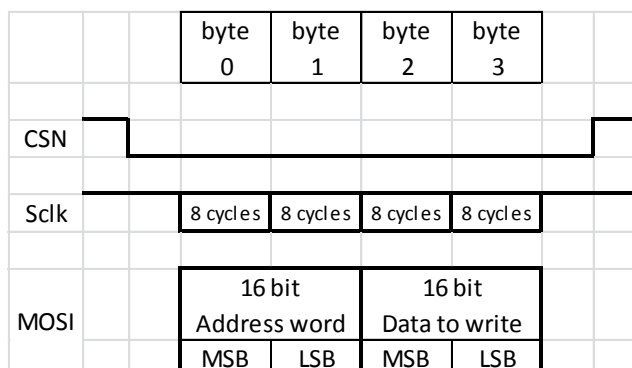 byte byte byte byte
0 1 2 3
CSN
Sclk 8 cycles 8 cycles 8 cycles 8 cycles
16 bit 16 bit
MOSI Address word Data to write
MSB LSB MSB LSB